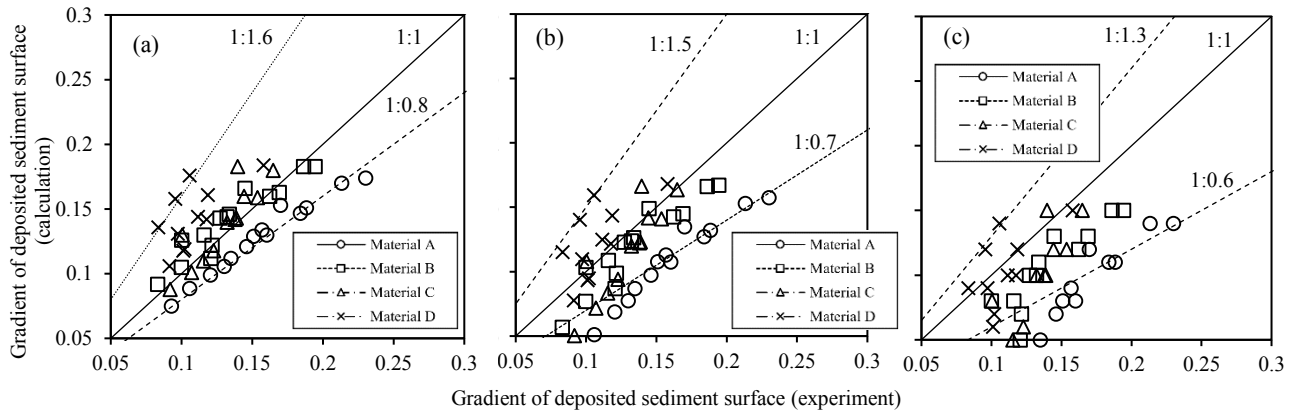 Gradient of deposited sediment surface
(calculation)
0.3
0.25
0.2
0.15
0.1
0.05
(a)
1:1.6
1:1
1:0.8
Material A
Material B
Material C
Material D
0.05
0.1
0.15
0.2
0.25
0.3
(b)
1:1.5
1:1
1:0.7
Material A
Material B
Material C
Material D
0.05
0.1
0.15
0.2
0.25
0.3
(c)
1:1.3
1:1
Material A
Material B
Material C
Material D
1:0.6
0.05
0.1
0.15
0.2
0.25
0.3
Gradient of deposited sediment surface (experiment)